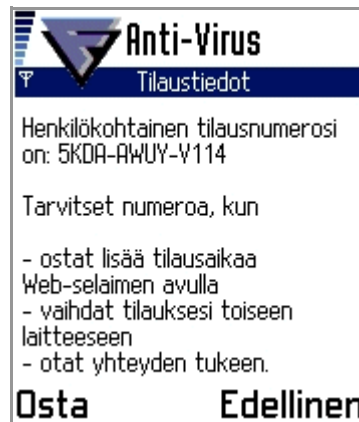 Anti-Virus
Tilaustiedot
Henkilökohtainen tilausnumerosi
on: 5KDA-AWUY-V114
Tarvitset numeroa, kun
- ostat lisää tilausaikaa
Web-selaimen avulla
- vaihdat tilauksesi toiseen
laitteeseen
- otat yhteyden tukeen.
Osta Edellinen